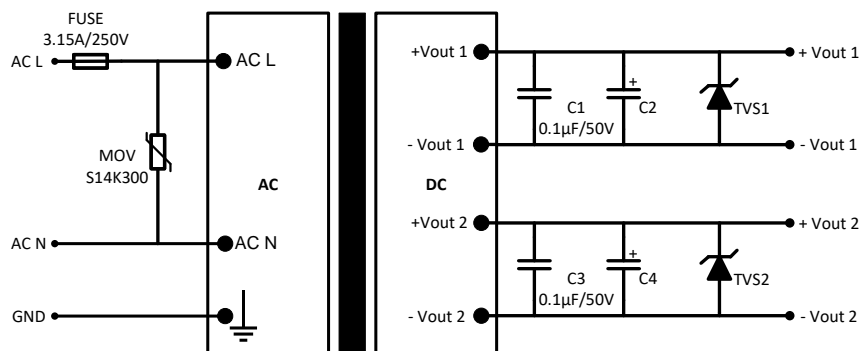 FUSE
3.15A/250V
AC L
AC L
MOV
S14K300
AC
AC N
AC N
GND
DC
+Vout 1
+ Vout 1
C1
0.1µF/50V
+
C2
TVS1
- Vout 1
- Vout 1
+Vout 2
+ Vout 2
C3
0.1µF/50V
+
C4
TVS2
- Vout 2
- Vout 2